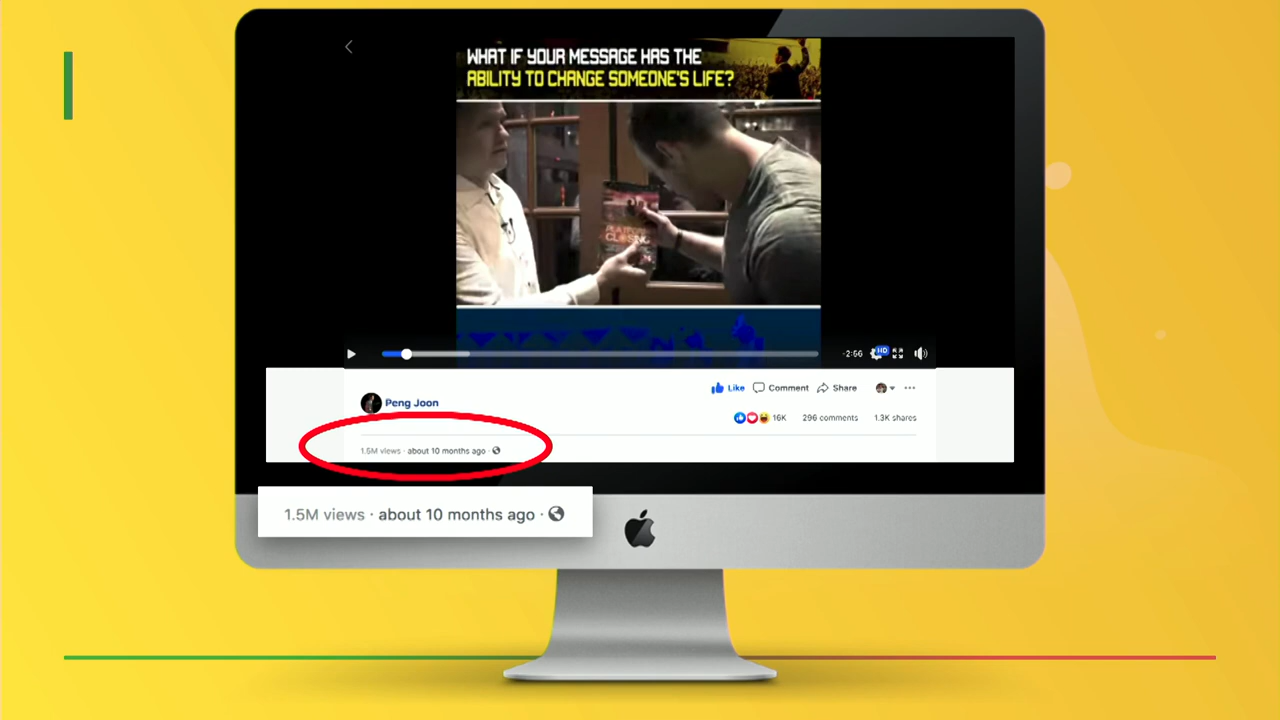 WHAT IF YOUR MESSAGE HAS THE
ABILITY TO CHANGE SOMEONE'S LIFE?
-2:56
HD
Like
Comment
Share
Peng Joon
16K
296 comments
1.3K shares
1.5M views · about 10 months ago ·
1.5M views · about 10 months ago ·